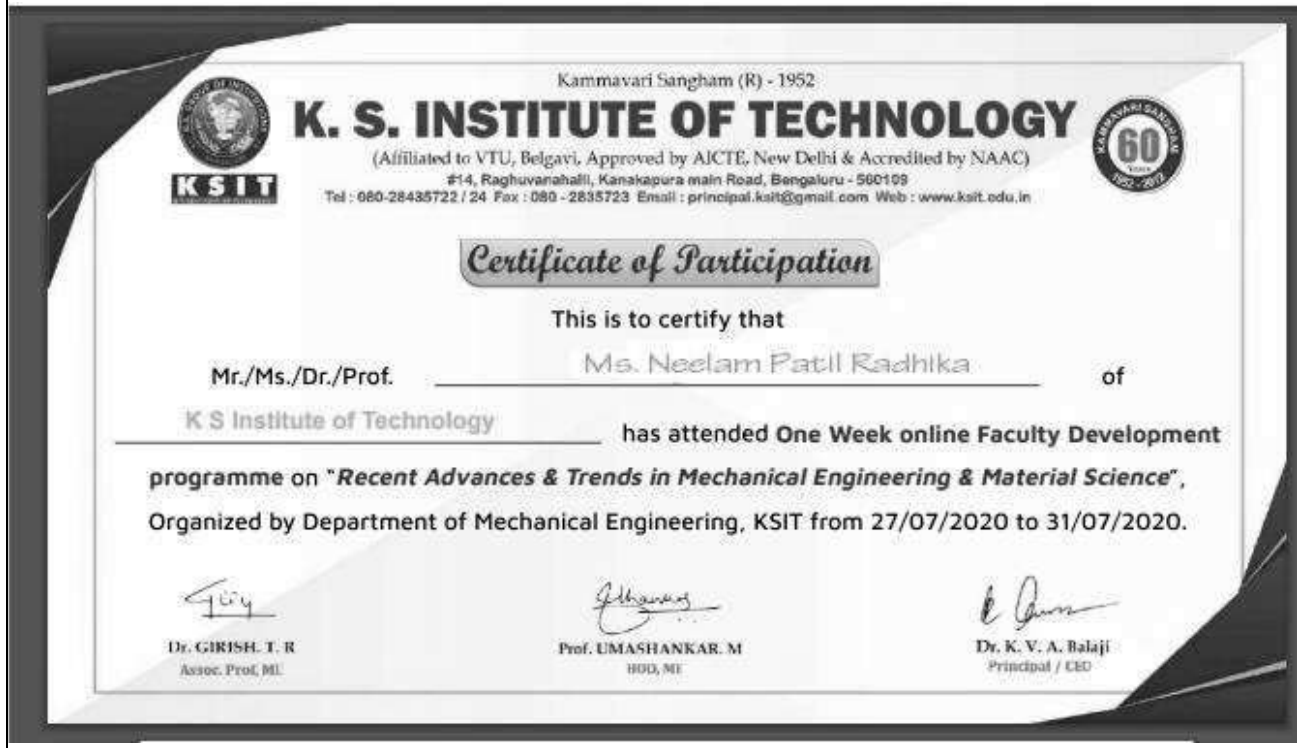 Kammavari Sangham (R) - 1952
K. S. INSTITUTE OF TECHNOLOGY
(Affiliated to VTU, Belgavi, Approved by AICTE, New Delhi & Accredited by NAAC)
#14, Raghuvanahalli, Kanakapura main Road, Bengaluru - 560109
Tel : 080-28435722 / 24 Fax : 080 - 2835723 Email : principal.ksit@gmail.com Web : www.ksit.edu.in
KSIT
KAMMAVARI SANGHAM
60
YEARS
1952 - 2012
Certificate of Participation
This is to certify that
Mr./Ms./Dr./Prof. Ms. Neelam Patil Radhika of
K S Institute of Technology has attended One Week online Faculty Development
programme on "Recent Advances & Trends in Mechanical Engineering & Material Science",
Organized by Department of Mechanical Engineering, KSIT from 27/07/2020 to 31/07/2020.
Dr. GIRISH. T. R
Assoc. Prof, ME
Prof. UMASHANKAR. M
HOD, ME
Dr. K. V. A. Balaji
Principal / CEO